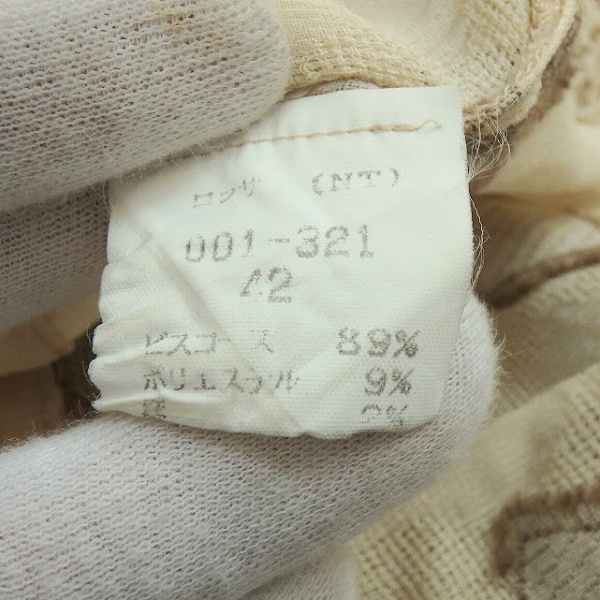 ロッサ (NT)
001-321
42
ビスコース 89%
ポリエステル 9%
2%